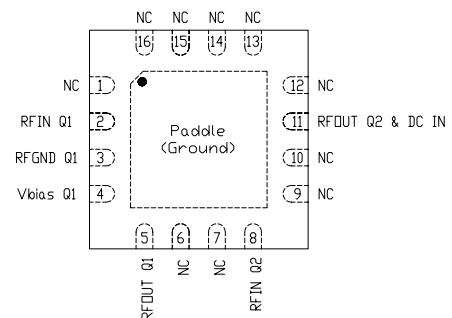 NC NC NC NC
16 15 14 13
NC 1
12 NC
RFIN Q1 2
11 RFOUT Q2 & DC IN
Paddle
(Ground)
RFGND Q1 3
10 NC
Vbias Q1 4
9 NC
5 6 7 8
RFOUT Q1
NC
NC
RFIN Q2